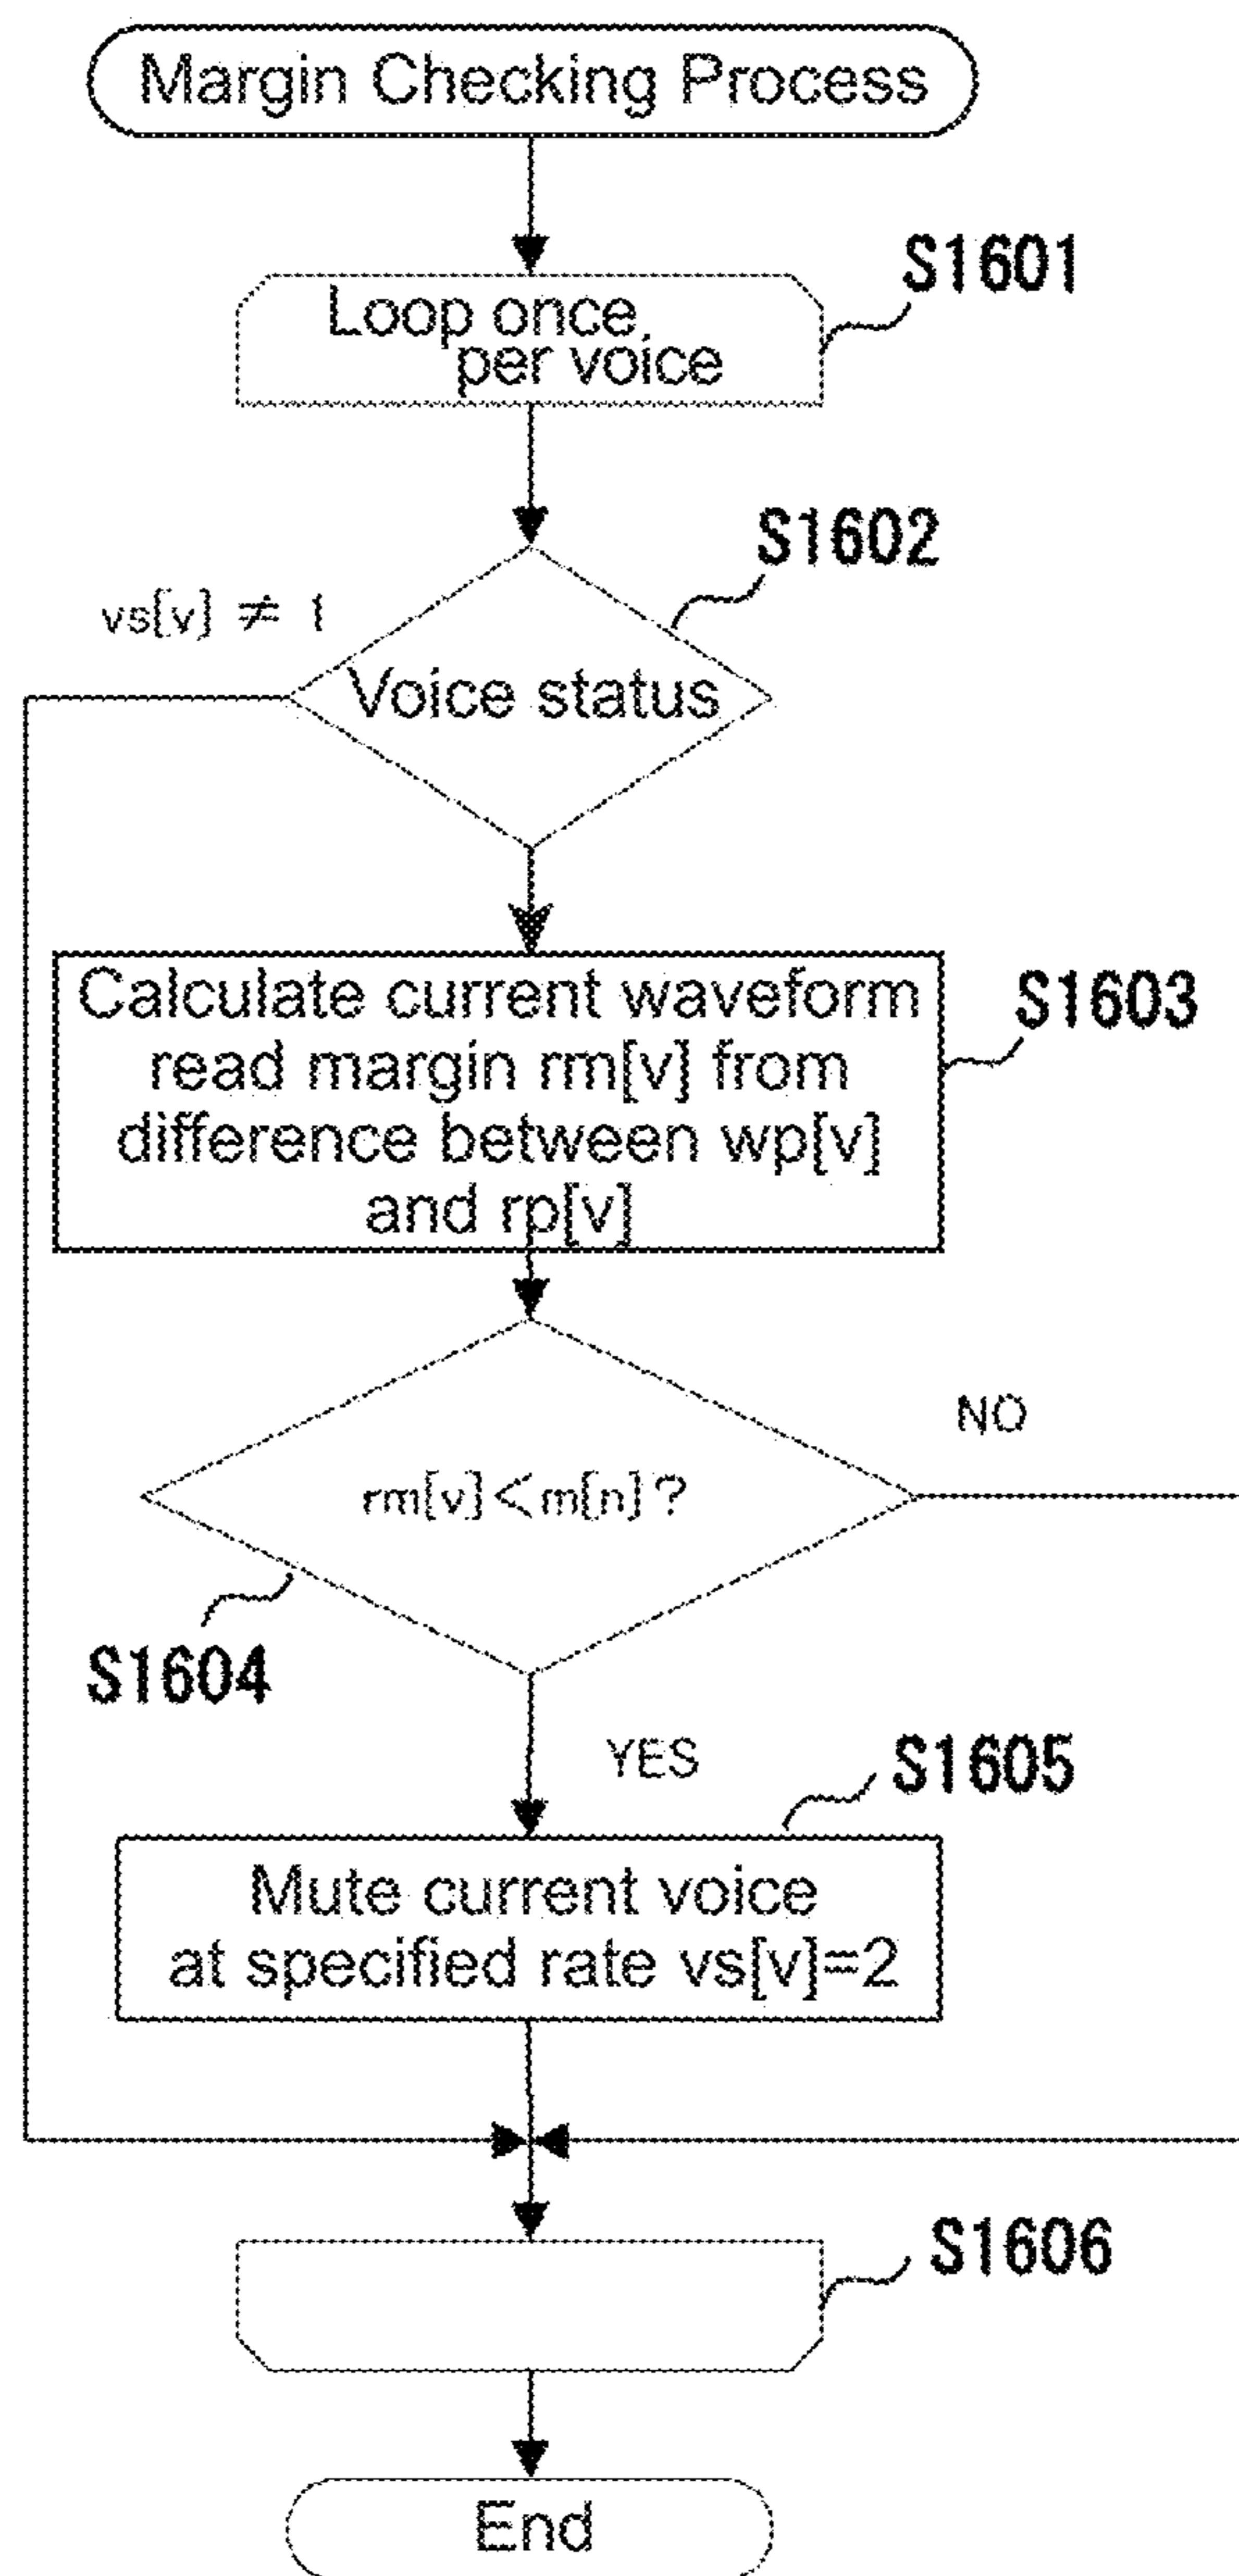 Margin Checking Process
S1601
Loop once
per voice
S1602
vs[v] ≠ 1
Voice status
S1603
Calculate current waveform
read margin rm[v] from
difference between wp[v]
and rp[v]
NO
rm[v]<m[n]?
S1604
YES
S1605
Mute current voice
at specified rate vs[v]=2
S1606
End